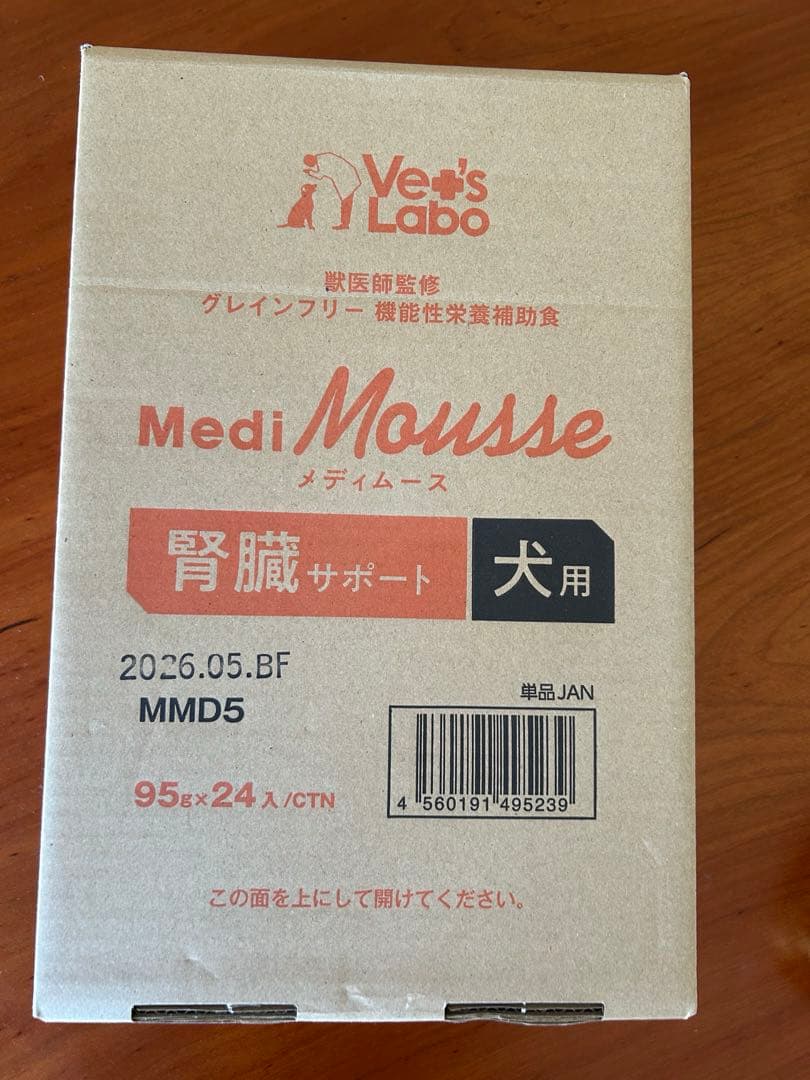 Vet's
Labo
獣医師監修
グレインフリー 機能性栄養補助食
Medi Mousse
メディムース
腎臓サポート 犬用
2026.05.BF
MMD5
単品JAN
95g×24入/CTN
4 560191 495239
この面を上にして開けてください。